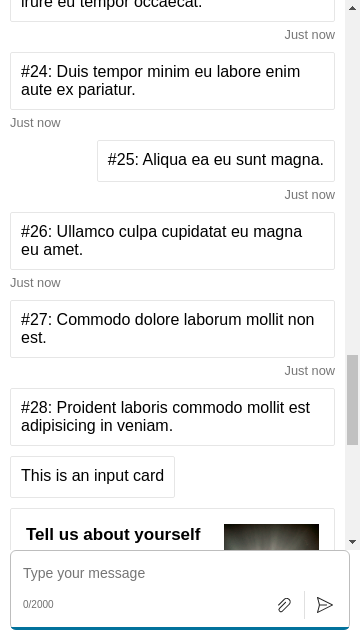 irure eu tempor occaecat.
Just now
#24: Duis tempor minim eu labore enim
aute ex pariatur.
Just now
#25: Aliqua ea eu sunt magna.
Just now
#26: Ullamco culpa cupidatat eu magna
eu amet.
Just now
#27: Commodo dolore laborum mollit non
est.
Just now
#28: Proident laboris commodo mollit est
adipisicing in veniam.
This is an input card
Tell us about yourself
Type your message
0/2000